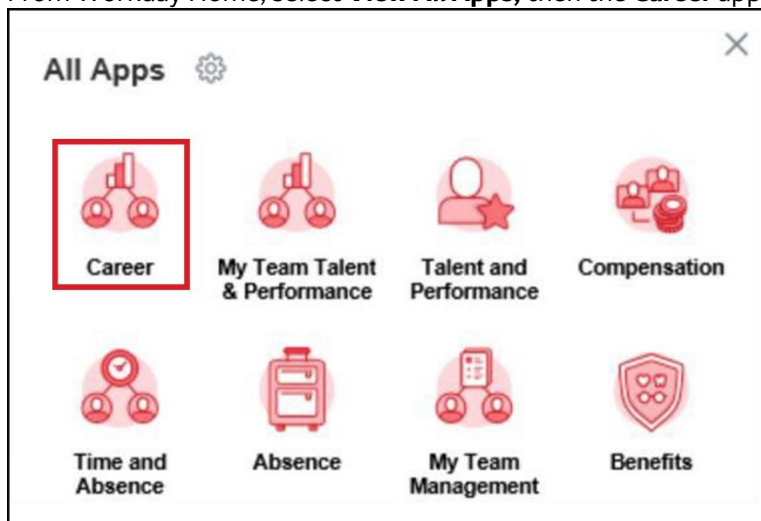 From Workday Home, select View All Apps, then the Career app
All Apps
Career
My Team Talent
& Performance
Talent and
Performance
Compensation
Time and
Absence
Absence
My Team
Management
Benefits